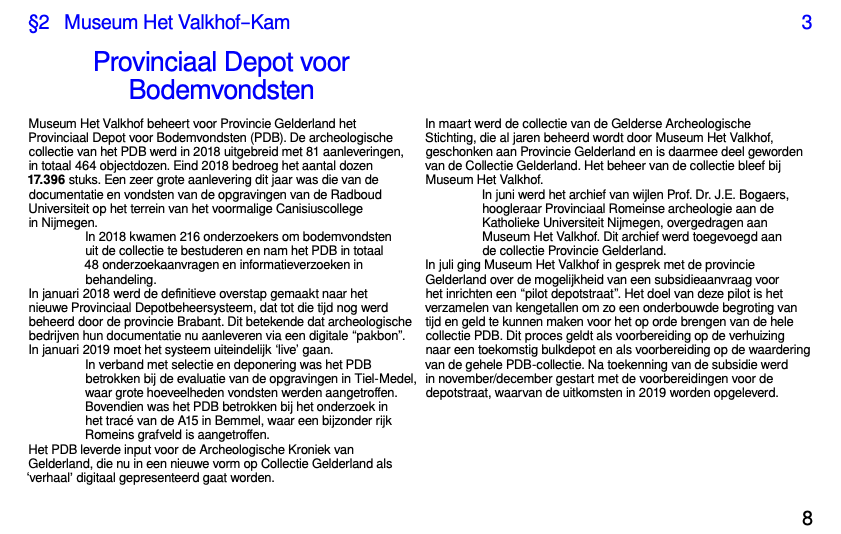 §2 Museum Het Valkhof–Kam 3
Provinciaal Depot voor
Bodemvondsten
Museum Het Valkhof beheert voor Provincie Gelderland het
Provinciaal Depot voor Bodemvondsten (PDB). De archeologische
collectie van het PDB werd in 2018 uitgebreid met 81 aanleveringen,
in totaal 464 objectdozen. Eind 2018 bedroeg het aantal dozen
17.396 stuks. Een zeer grote aanlevering dit jaar was die van de
documentatie en vondsten van de opgravingen van de Radboud
Universiteit op het terrein van het voormalige Canisiuscollege
in Nijmegen.
In 2018 kwamen 216 onderzoekers om bodemvondsten
uit de collectie te bestuderen en nam het PDB in totaal
48 onderzoekaanvragen en informatieverzoeken in
behandeling.
In januari 2018 werd de definitieve overstap gemaakt naar het
nieuwe Provinciaal Depotbeheersysteem, dat tot die tijd nog werd
beheerd door de provincie Brabant. Dit betekende dat archeologische
bedrijven hun documentatie nu aanleveren via een digitale “pakbon”.
In januari 2019 moet het systeem uiteindelijk ‘live’ gaan.
In verband met selectie en deponering was het PDB
betrokken bij de evaluatie van de opgravingen in Tiel-Medel,
waar grote hoeveelheden vondsten werden aangetroffen.
Bovendien was het PDB betrokken bij het onderzoek in
het tracé van de A15 in Bemmel, waar een bijzonder rijk
Romeins grafveld is aangetroffen.
Het PDB leverde input voor de Archeologische Kroniek van
Gelderland, die nu in een nieuwe vorm op Collectie Gelderland als
‘verhaal’ digitaal gepresenteerd gaat worden.
In maart werd de collectie van de Gelderse Archeologische
Stichting, die al jaren beheerd wordt door Museum Het Valkhof,
geschonken aan Provincie Gelderland en is daarmee deel geworden
van de Collectie Gelderland. Het beheer van de collectie bleef bij
Museum Het Valkhof.
In juni werd het archief van wijlen Prof. Dr. J.E. Bogaers,
hoogleraar Provinciaal Romeinse archeologie aan de
Katholieke Universiteit Nijmegen, overgedragen aan
Museum Het Valkhof. Dit archief werd toegevoegd aan
de collectie Provincie Gelderland.
In juli ging Museum Het Valkhof in gesprek met de provincie
Gelderland over de mogelijkheid van een subsidieaanvraag voor
het inrichten een “pilot depotstraat”. Het doel van deze pilot is het
verzamelen van kengetallen om zo een onderbouwde begroting van
tijd en geld te kunnen maken voor het op orde brengen van de hele
collectie PDB. Dit proces geldt als voorbereiding op de verhuizing
naar een toekomstig bulkdepot en als voorbereiding op de waardering
van de gehele PDB-collectie. Na toekenning van de subsidie werd
in november/december gestart met de voorbereidingen voor de
depotstraat, waarvan de uitkomsten in 2019 worden opgeleverd.
8